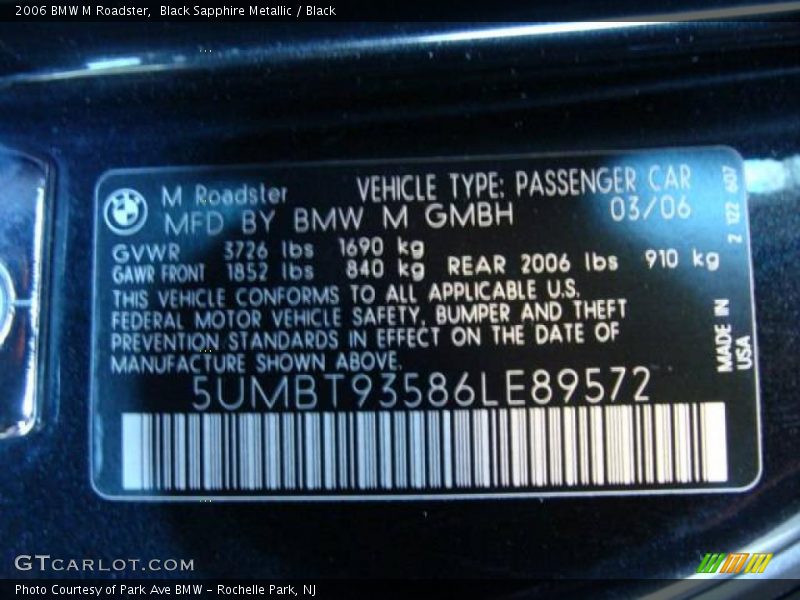 2006 BMW M Roadster,  Black Sapphire Metallic / Black
M Roadster VEHICLE TYPE: PASSENGER CAR
MFD BY BMW M GMBH 03/06
GVWR 3726 lbs 1690 kg
GAWR FRONT 1852 lbs 840 kg REAR 2006 lbs 910 kg
THIS VEHICLE CONFORMS TO ALL APPLICABLE U.S.
FEDERAL MOTOR VEHICLE SAFETY, BUMPER AND THEFT
PREVENTION STANDARDS IN EFFECT ON THE DATE OF
MANUFACTURE SHOWN ABOVE.
5UMBT93586LE89572
2 122 607
MADE IN
USA
GTCARLOT.COM
Photo Courtesy of Park Ave BMW - Rochelle Park, NJ